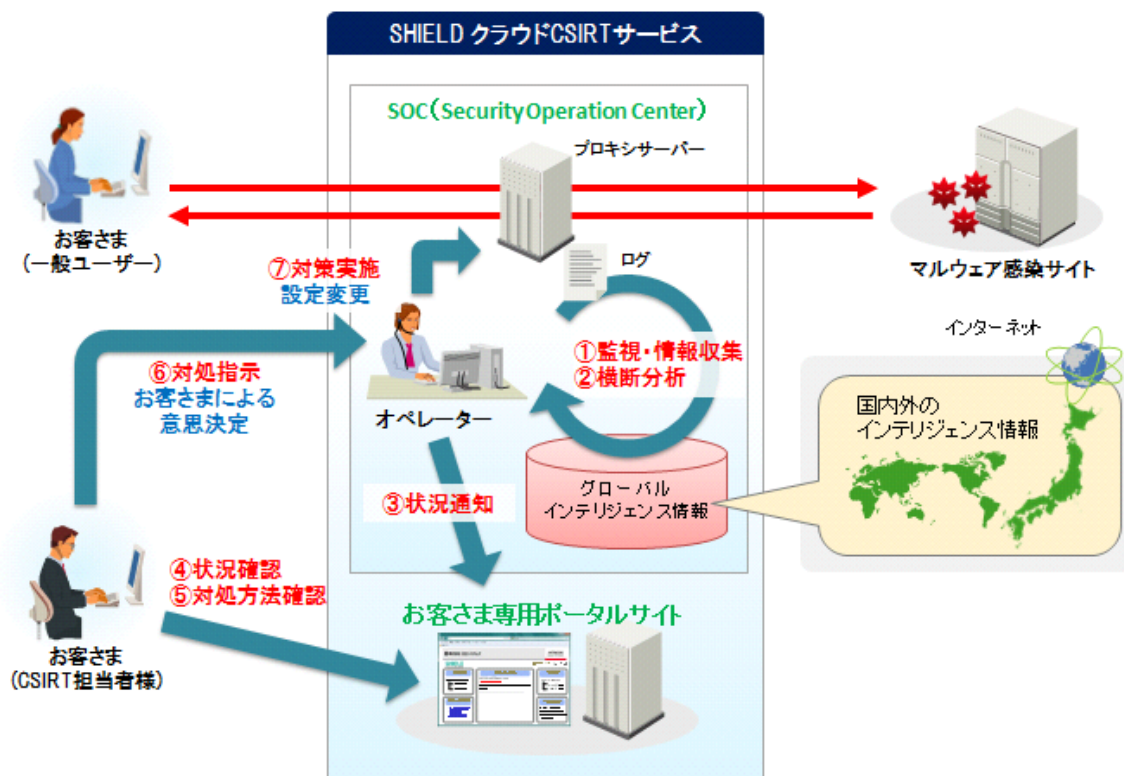 SHIELD クラウドCSIRTサービス
SOC(Security Operation Center)
プロキシサーバー
お客さま
(一般ユーザー)
マルウェア感染サイト
⑦対策実施
設定変更
ログ
①監視・情報収集
②横断分析
インターネット
⑥対処指示
お客さまによる
意思決定
オペレーター
国内外の
インテリジェンス情報
③状況通知
グローバル
インテリジェンス情報
④状況確認
⑤対処方法確認
お客さま
(CSIRT担当者様)
お客さま専用ポータルサイト
SHIELD